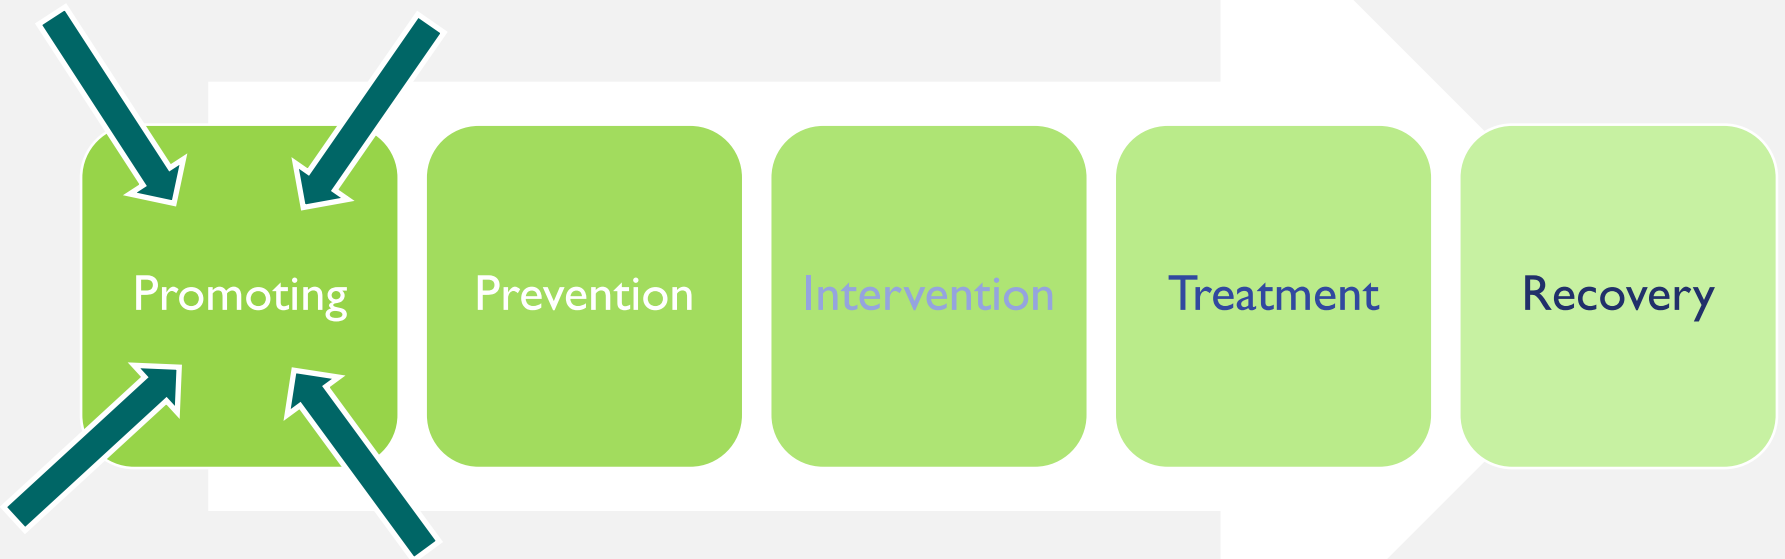 Promoting
Prevention
Intervention
Treatment
Recovery